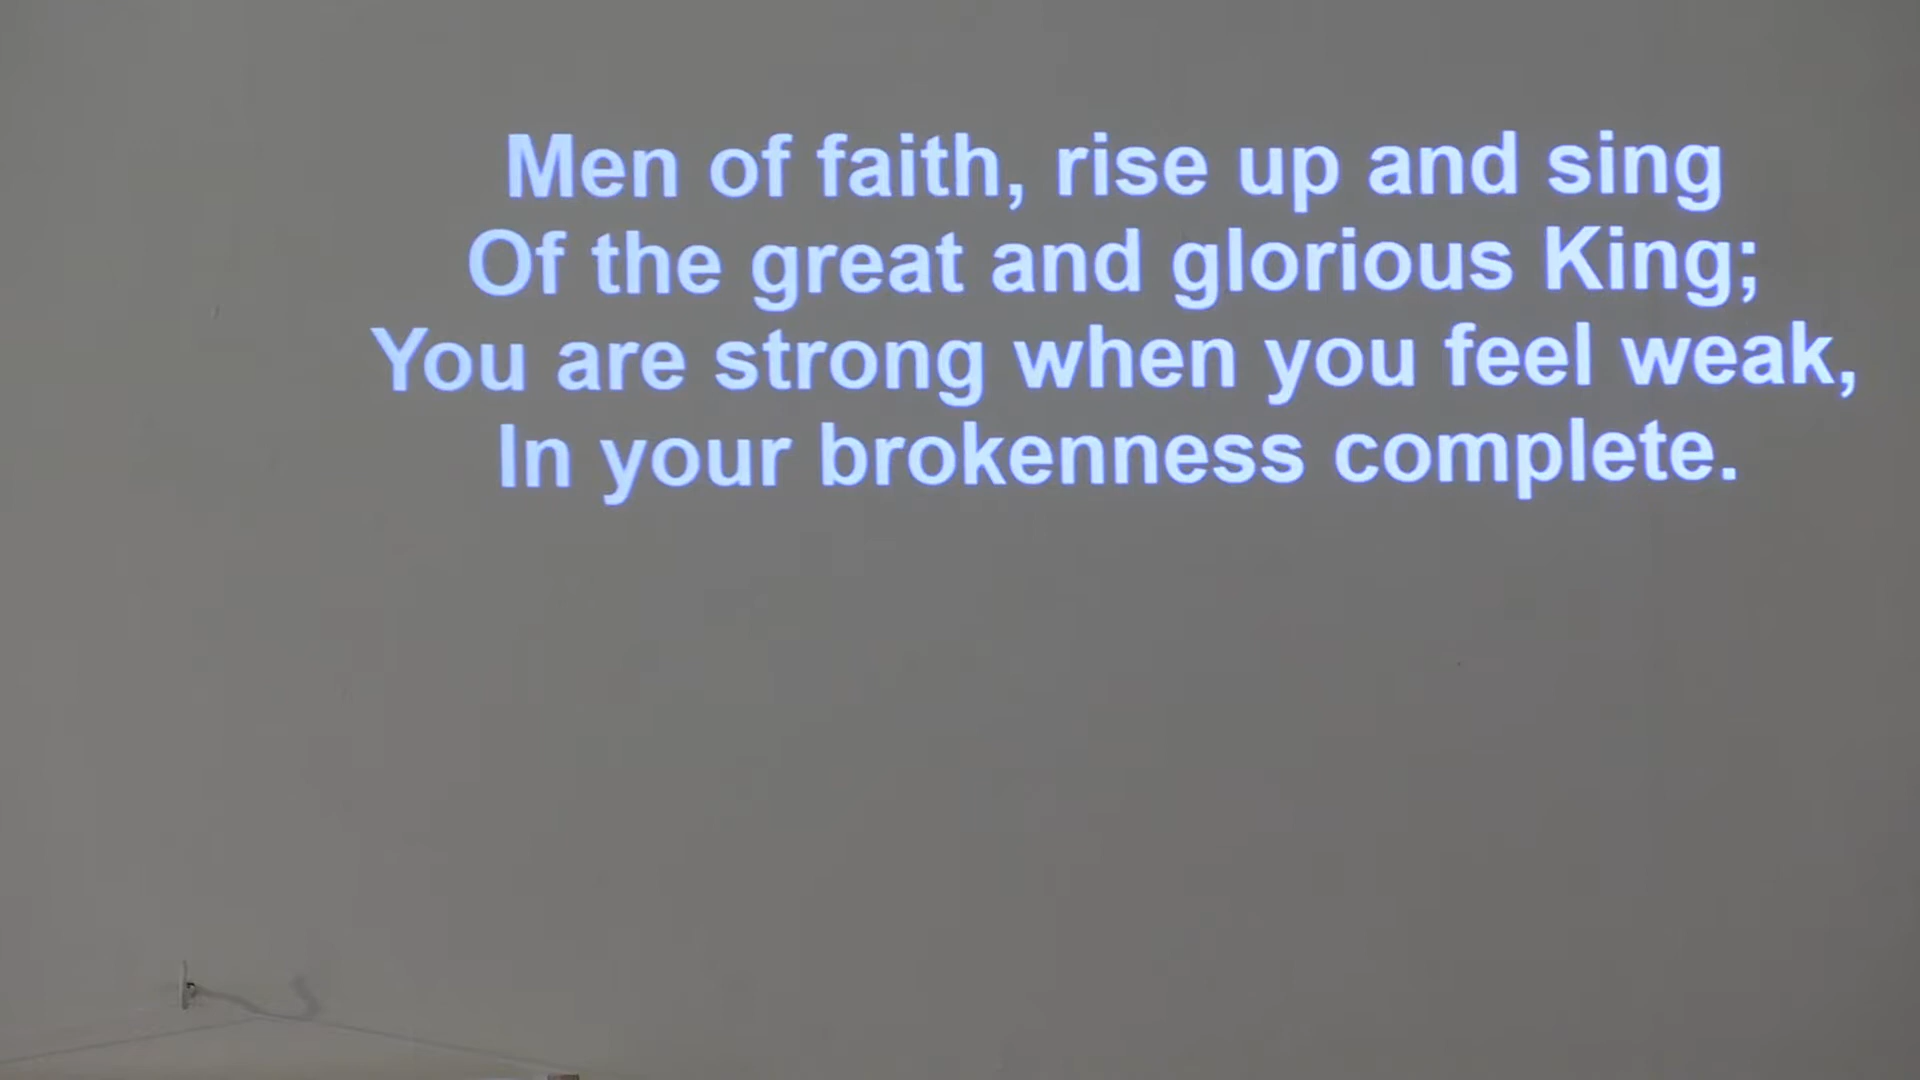 Men of faith, rise up and sing
Of the great and glorious King;
You are strong when you feel weak,
In your brokenness complete.